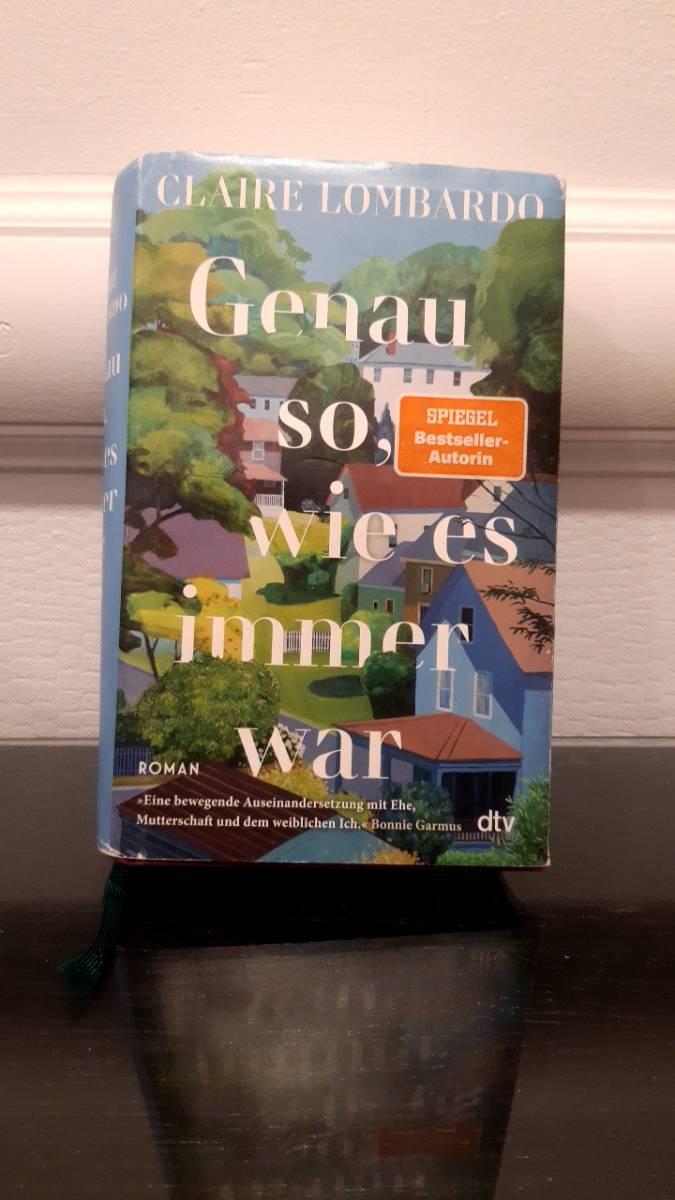 CLAIRE LOMBARDO
Genau
so,
SPIEGEL
Bestseller-
Autorin
wie es
immer
war
ROMAN
»Eine bewegende Auseinandersetzung mit Ehe,
Mutterschaft und dem weiblichen Ich.« Bonnie Garmus
dtv